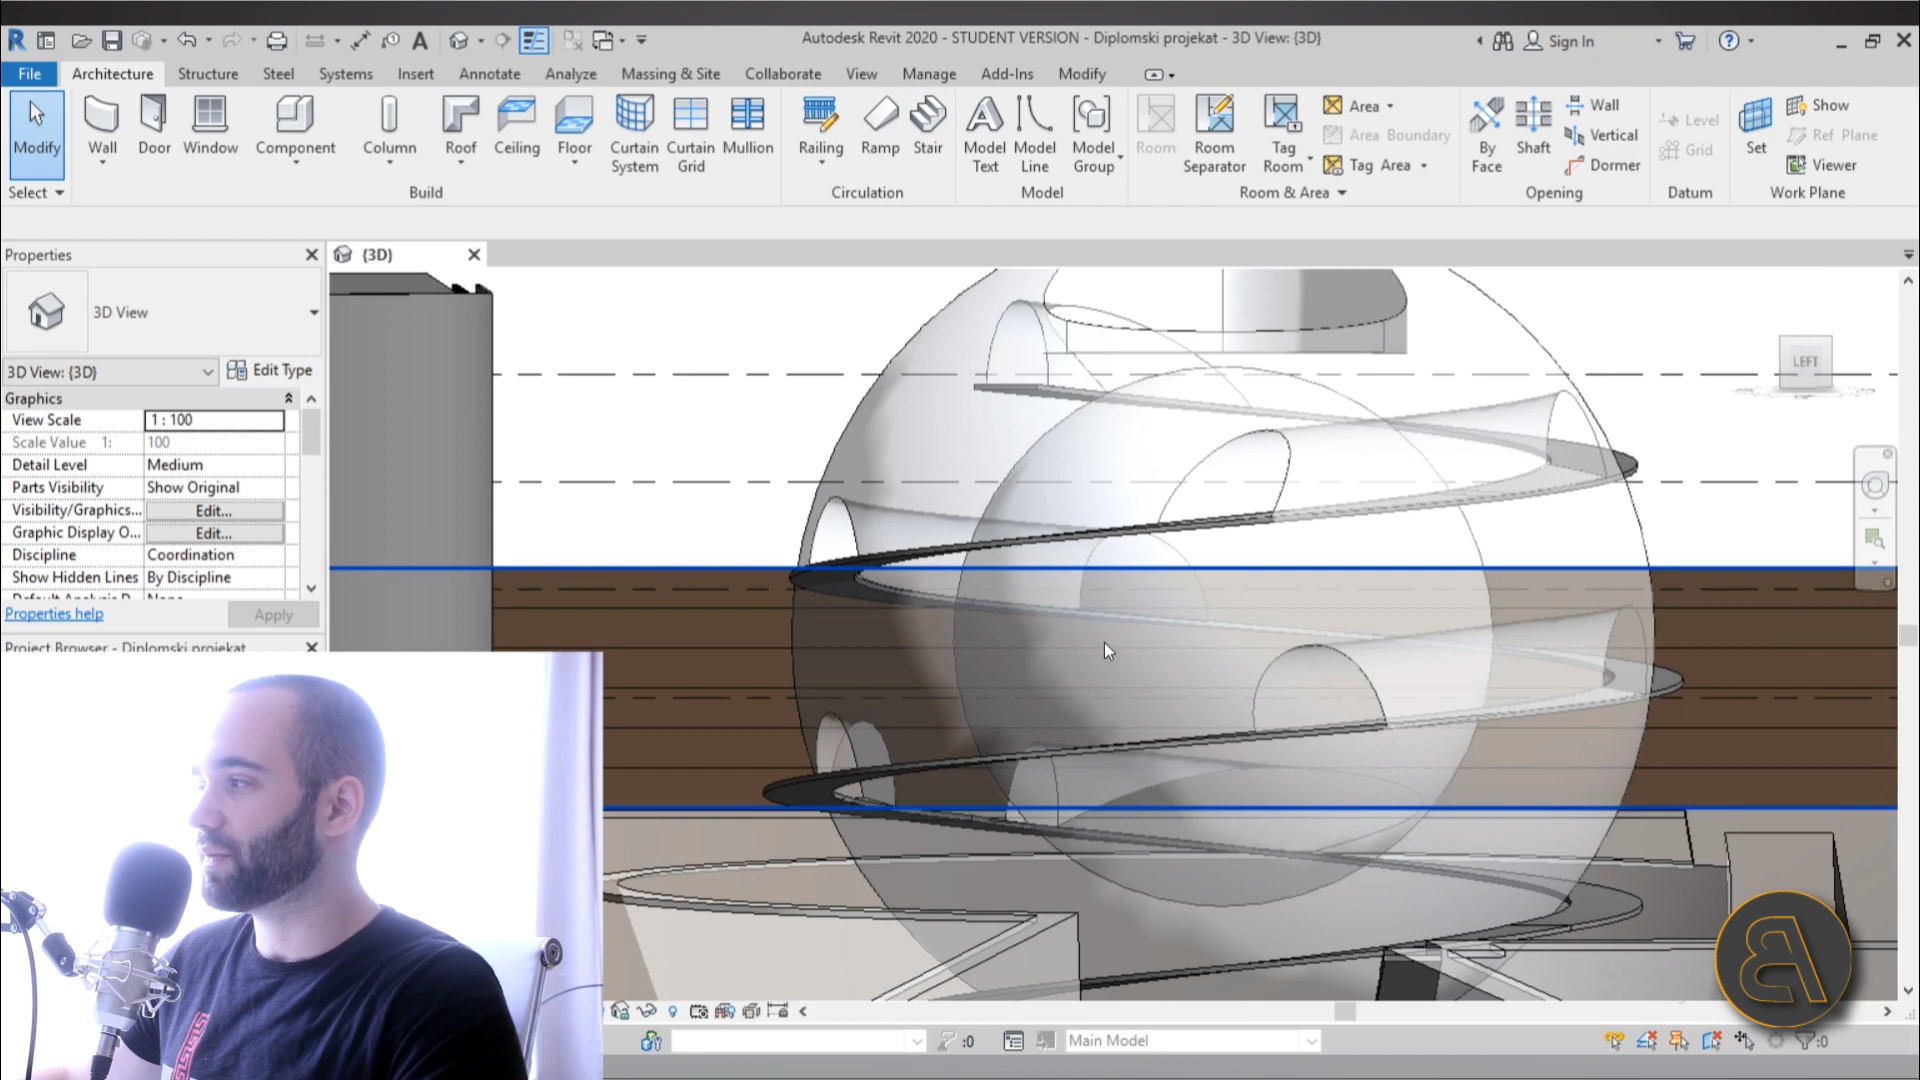 Autodesk Revit 2020 - STUDENT VERSION - Diplomski projekat - 3D View: {3D}
Sign In
File
Architecture
Structure
Steel
Systems
Insert
Annotate
Analyze
Massing & Site
Collaborate
View
Manage
Add-Ins
Modify
Modify
Wall
Door
Window
Component
Column
Roof
Ceiling
Floor
Curtain System
Curtain Grid
Mullion
Railing
Ramp
Stair
Model Text
Model Line
Model Group
Room
Room Separator
Tag Room
Area
Area Boundary
Tag Area
By Face
Shaft
Wall
Vertical
Dormer
Level
Grid
Set
Show
Ref Plane
Viewer
Select
Build
Circulation
Model
Room & Area
Opening
Datum
Work Plane
Properties
{3D}
3D View
3D View: {3D}
Edit Type
Graphics
View Scale 1 : 100
Scale Value 1: 100
Detail Level Medium
Parts Visibility Show Original
Visibility/Graphics... Edit...
Graphic Display O... Edit...
Discipline Coordination
Show Hidden Lines By Discipline
Properties help
Apply
Project Browser - Diplomski projekat
LEFT
:0
Main Model
:0